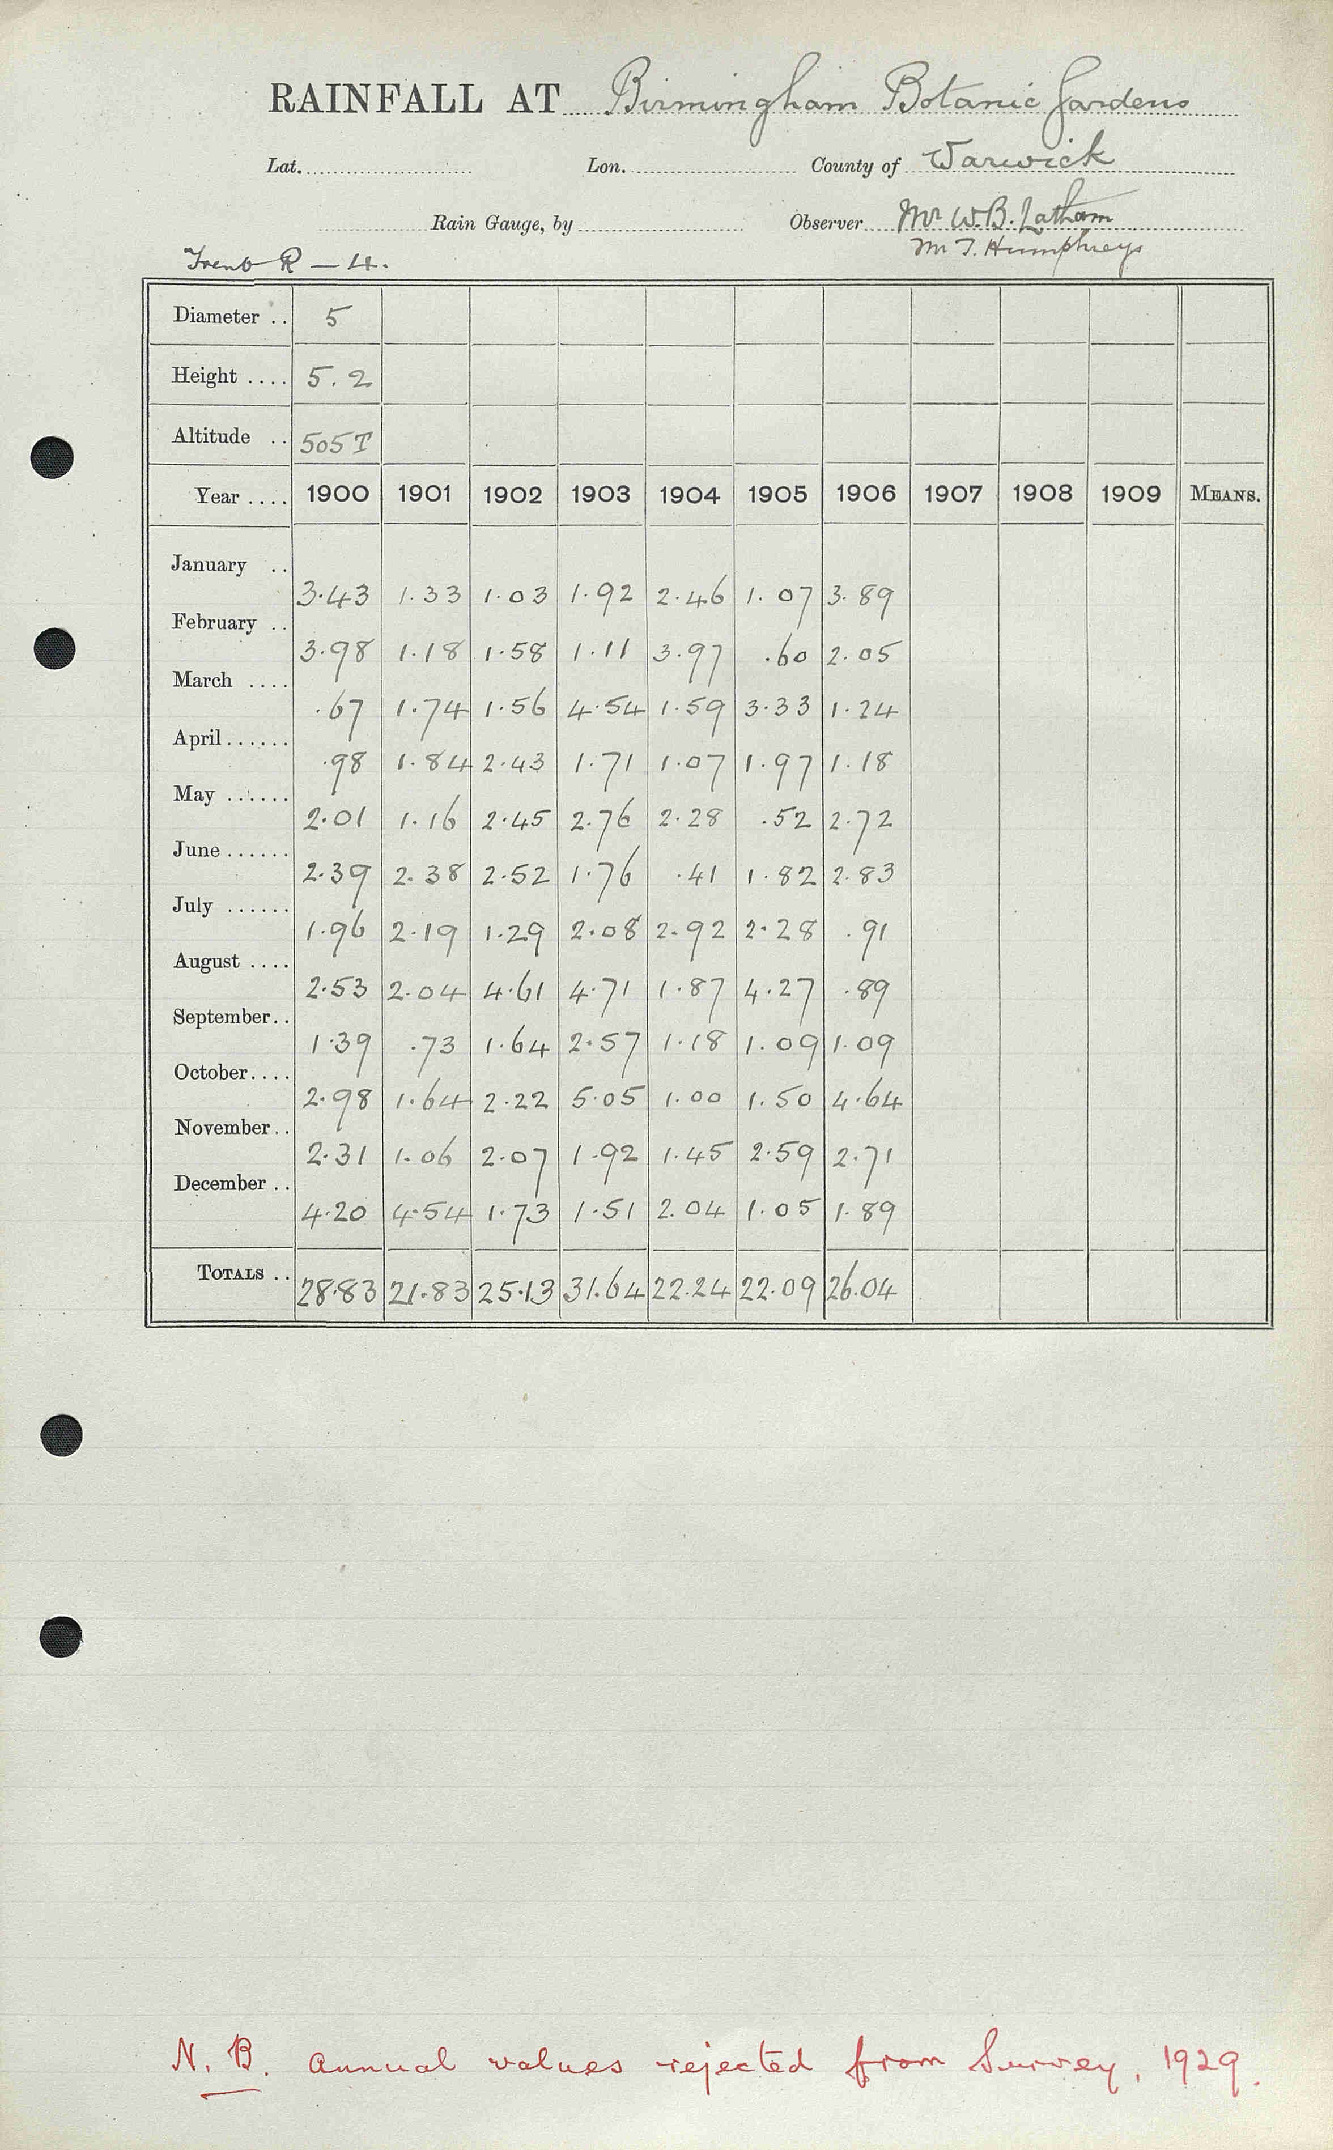 RAINFALL AT Birmingham Botanic Gardens
Lat. Lon. County of Warwick
Rain Gauge, by Observer Mr W.B. Latham
Mr T. Humphreys
Trent R — 4.
Diameter .. 5
Height .... 5.2
Altitude .. 505T
Year .... 1900 1901 1902 1903 1904 1905 1906 1907 1908 1909 MEANS.
January .. 3.43 1.33 1.03 1.92 2.46 1.07 3.89
February .. 3.98 1.18 1.58 1.11 3.97 .60 2.05
March .... .67 1.74 1.56 4.54 1.59 3.33 1.24
April...... .98 1.84 2.43 1.71 1.07 1.97 1.18
May ...... 2.01 1.16 2.45 2.76 2.28 .52 2.72
June ...... 2.39 2.38 2.52 1.76 .41 1.82 2.83
July ...... 1.96 2.19 1.29 2.08 2.92 2.28 .91
August .... 2.53 2.04 4.61 4.71 1.87 4.27 .89
September.. 1.39 .73 1.64 2.57 1.18 1.09 1.09
October.... 2.98 1.64 2.22 5.05 1.00 1.50 4.64
November.. 2.31 1.06 2.07 1.92 1.45 2.59 2.71
December .. 4.20 4.54 1.73 1.51 2.04 1.05 1.89
TOTALS .. 28.83 21.83 25.13 31.64 22.24 22.09 26.04
N.B. Annual values rejected from Survey, 1929.